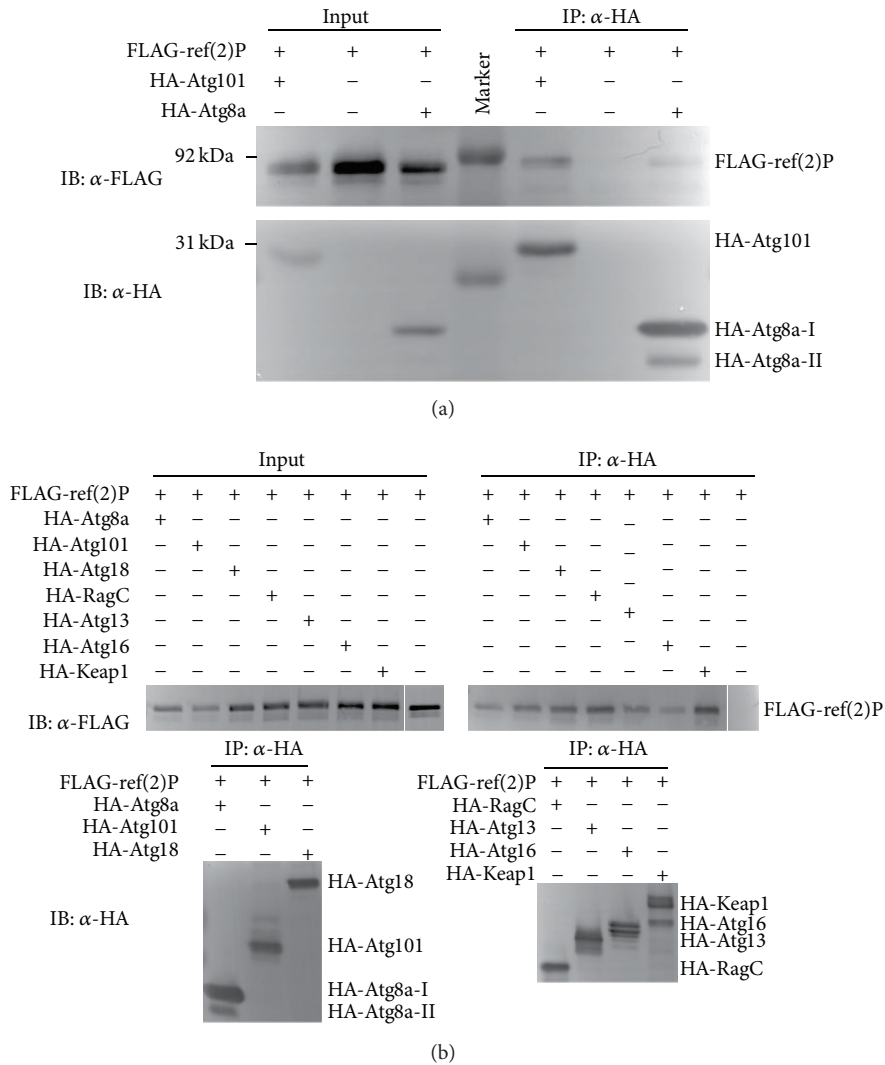 Input IP: α-HA
FLAG-ref(2)P + + + + + +
HA-Atg101 + − − + − −
HA-Atg8a − − + − − +
Marker
92 kDa
IB: α-FLAG
FLAG-ref(2)P
31 kDa
IB: α-HA
HA-Atg101
HA-Atg8a-I
HA-Atg8a-II
(a)
Input IP: α-HA
FLAG-ref(2)P + + + + + + + + + + + + + + + +
HA-Atg8a + − − − − − − − + − − − − − − −
HA-Atg101 − + − − − − − − − + − − − − − −
HA-Atg18 − − + − − − − − − − + − − − − −
HA-RagC − − − + − − − − − − − + − − − −
HA-Atg13 − − − − + − − − − − − − + − − −
HA-Atg16 − − − − − + − − − − − − − + − −
HA-Keap1 − − − − − − + − − − − − − + −
IB: α-FLAG
FLAG-ref(2)P
IP: α-HA
FLAG-ref(2)P + + +
HA-Atg8a + − −
HA-Atg101 − + −
HA-Atg18 − − +
IB: α-HA
HA-Atg18
HA-Atg101
HA-Atg8a-I
HA-Atg8a-II
IP: α-HA
FLAG-ref(2)P + + + +
HA-RagC + − − −
HA-Atg13 − + − −
HA-Atg16 − − + −
HA-Keap1 − − − +
HA-Keap1
HA-Atg16
HA-Atg13
HA-RagC
(b)